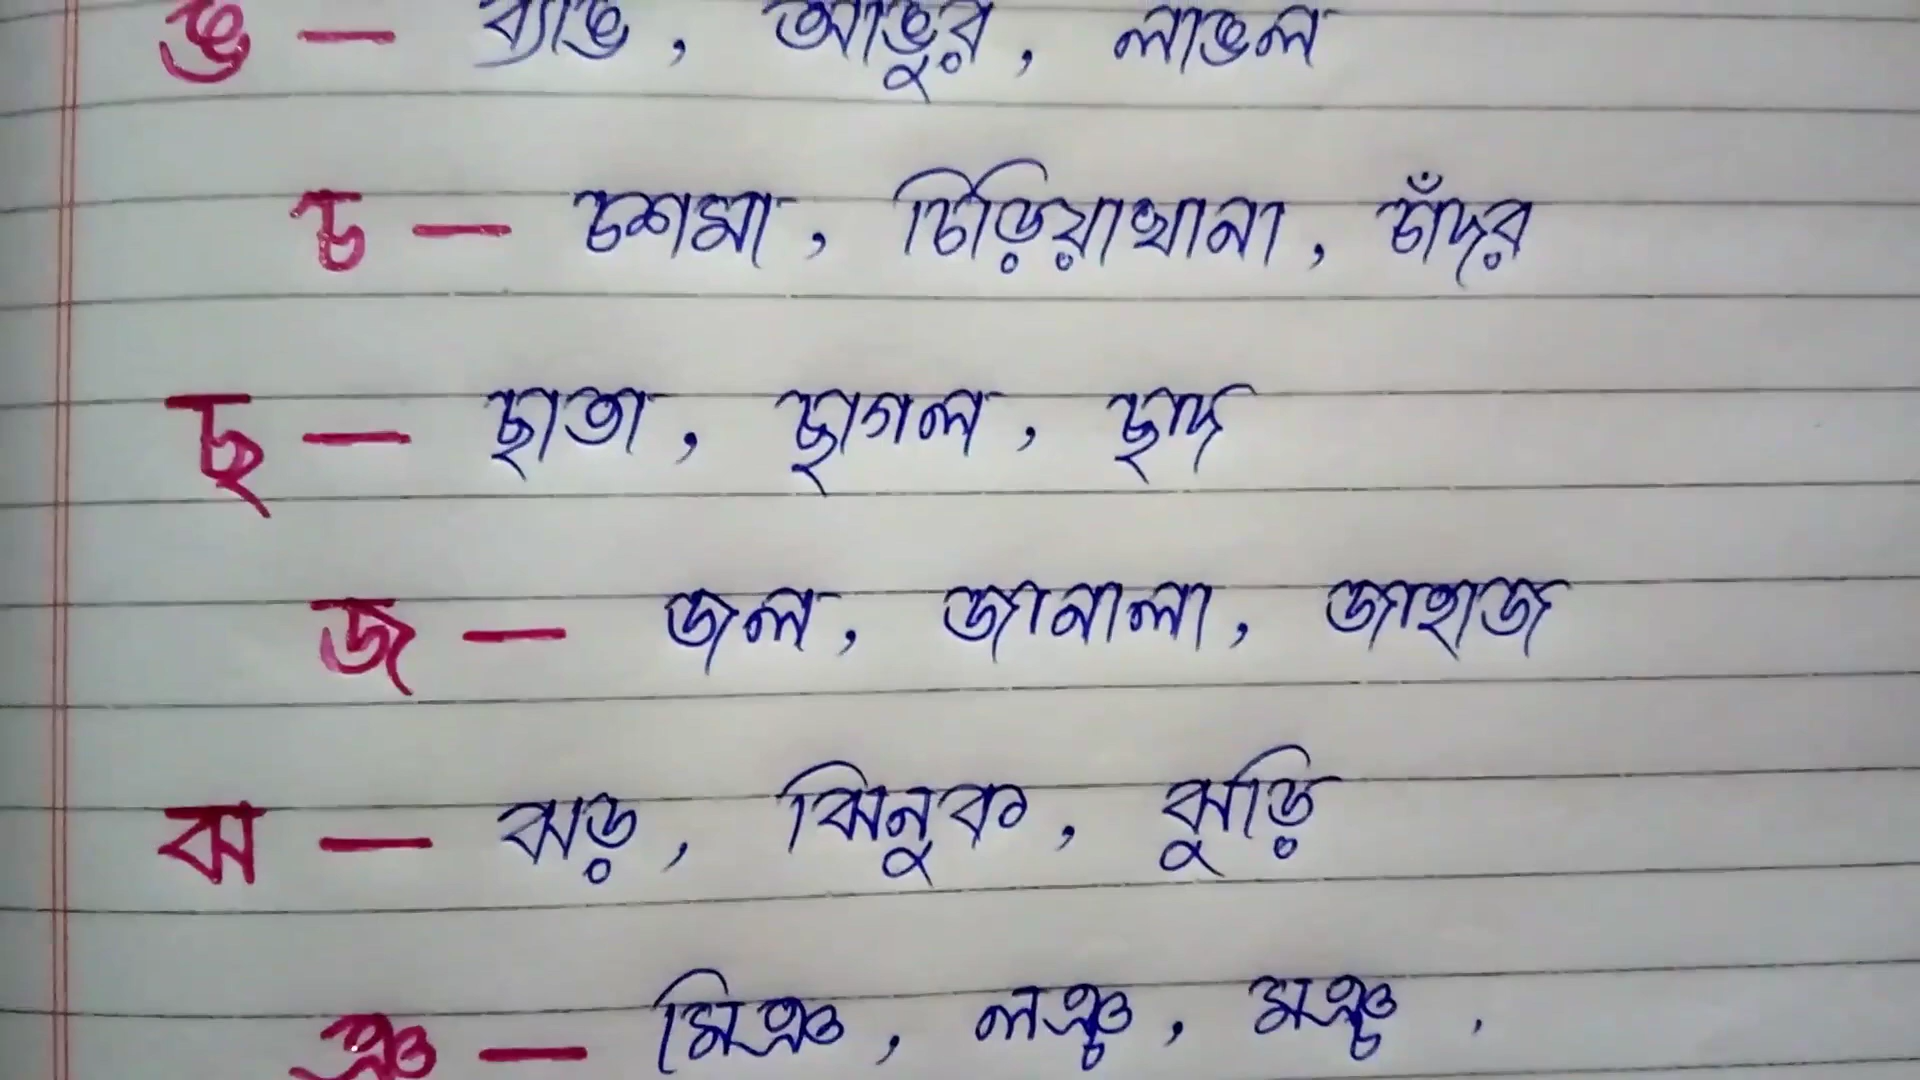 ঙ — ব্যাঙ, আঙুর, লাঙল
চ — চশমা, চিড়িয়াখানা, চাঁদর
ছ — ছাতা, ছাগল, ছাদ
জ — জল, জানালা, জাহাজ
ঝ — ঝড়, ঝিনুক, ঝুড়ি
ঞ — মিঞ, লঞ্চ, মঞ্চ.